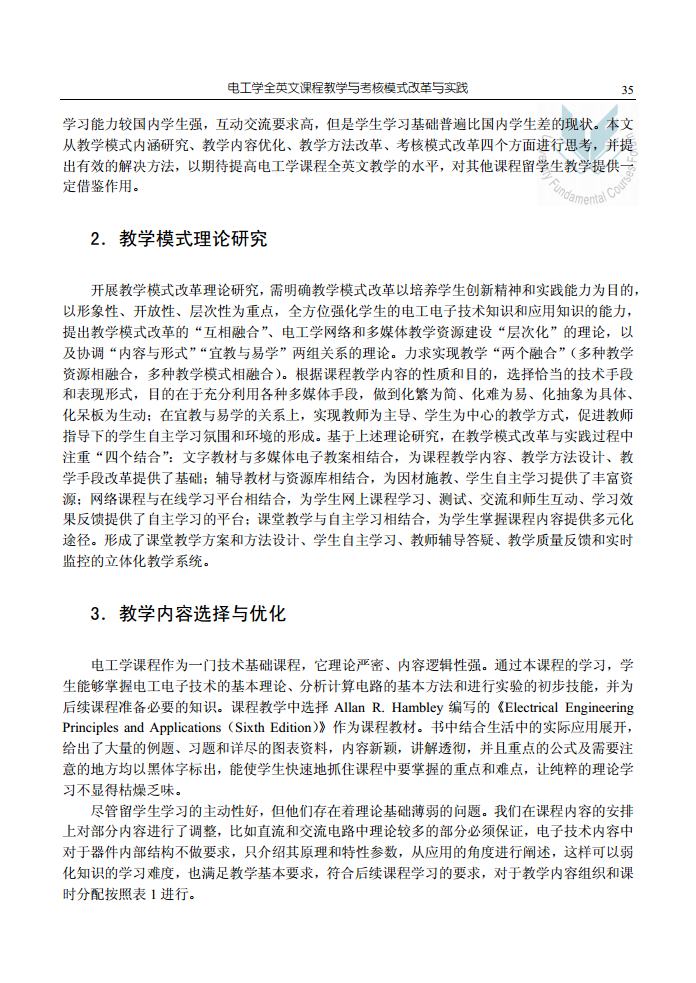 电工学全英文课程教学与考核模式改革与实践 35
学习能力较国内学生强，互动交流要求高，但是学生学习基础普遍比国内学生差的现状。本文
从教学模式内涵研究、教学内容优化、教学方法改革、考核模式改革四个方面进行思考，并提
出有效的解决方法，以期待提高电工学课程全英文教学的水平，对其他课程留学生教学提供一
定借鉴作用。
2．教学模式理论研究
开展教学模式改革理论研究，需明确教学模式改革以培养学生创新精神和实践能力为目的，
以形象性、开放性、层次性为重点，全方位强化学生的电工电子技术知识和应用知识的能力，
提出教学模式改革的“互相融合”、电工学网络和多媒体教学资源建设“层次化”的理论，以
及协调“内容与形式”“宜教与易学”两组关系的理论。力求实现教学“两个融合”（多种教学
资源相融合，多种教学模式相融合）。根据课程教学内容的性质和目的，选择恰当的技术手段
和表现形式，目的在于充分利用各种多媒体手段，做到化繁为简、化难为易、化抽象为具体、
化呆板为生动；在宜教与易学的关系上，实现教师为主导、学生为中心的教学方式，促进教师
指导下的学生自主学习氛围和环境的形成。基于上述理论研究，在教学模式改革与实践过程中
注重“四个结合”：文字教材与多媒体电子教案相结合，为课程教学内容、教学方法设计、教
学手段改革提供了基础；辅导教材与资源库相结合，为因材施教、学生自主学习提供了丰富资
源；网络课程与在线学习平台相结合，为学生网上课程学习、测试、交流和师生互动、学习效
果反馈提供了自主学习的平台；课堂教学与自主学习相结合，为学生掌握课程内容提供多元化
途径。形成了课堂教学方案和方法设计、学生自主学习、教师辅导答疑、教学质量反馈和实时
监控的立体化教学系统。
3．教学内容选择与优化
电工学课程作为一门技术基础课程，它理论严密、内容逻辑性强。通过本课程的学习，学
生能够掌握电工电子技术的基本理论、分析计算电路的基本方法和进行实验的初步技能，并为
后续课程准备必要的知识。课程教学中选择 Allan R. Hambley 编写的《Electrical Engineering
Principles and Applications（Sixth Edition）》作为课程教材。书中结合生活中的实际应用展开，
给出了大量的例题、习题和详尽的图表资料，内容新颖，讲解透彻，并且重点的公式及需要注
意的地方均以黑体字标出，能使学生快速地抓住课程中要掌握的重点和难点，让纯粹的理论学
习不显得枯燥乏味。
尽管留学生学习的主动性好，但他们存在着理论基础薄弱的问题。我们在课程内容的安排
上对部分内容进行了调整，比如直流和交流电路中理论较多的部分必须保证，电子技术内容中
对于器件内部结构不做要求，只介绍其原理和特性参数，从应用的角度进行阐述，这样可以弱
化知识的学习难度，也满足教学基本要求，符合后续课程学习的要求，对于教学内容组织和课
时分配按照表 1 进行。
Fundamental Courses